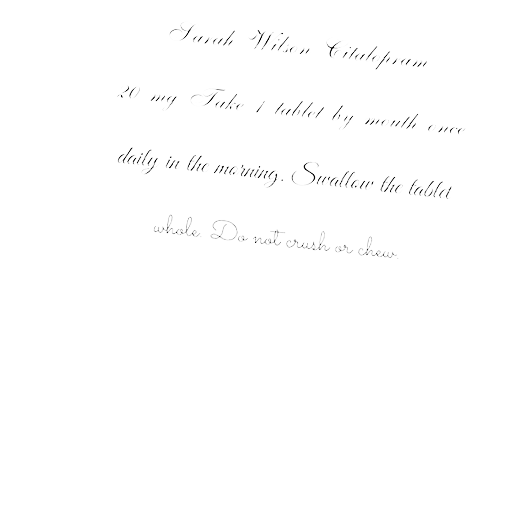 Sarah Wilson Citalopram
20 mg Take 1 tablet by mouth once
daily in the morning. Swallow the tablet
whole. Do not crush or chew